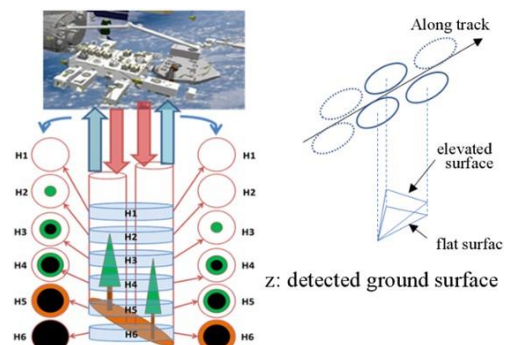 Along track
elevated
surface
flat surfac
z: detected ground surface
H1
H2
H3
H4
H5
H6
H1
H2
H3
H4
H5
H6
H1
H2
H3
H4
H5
H6